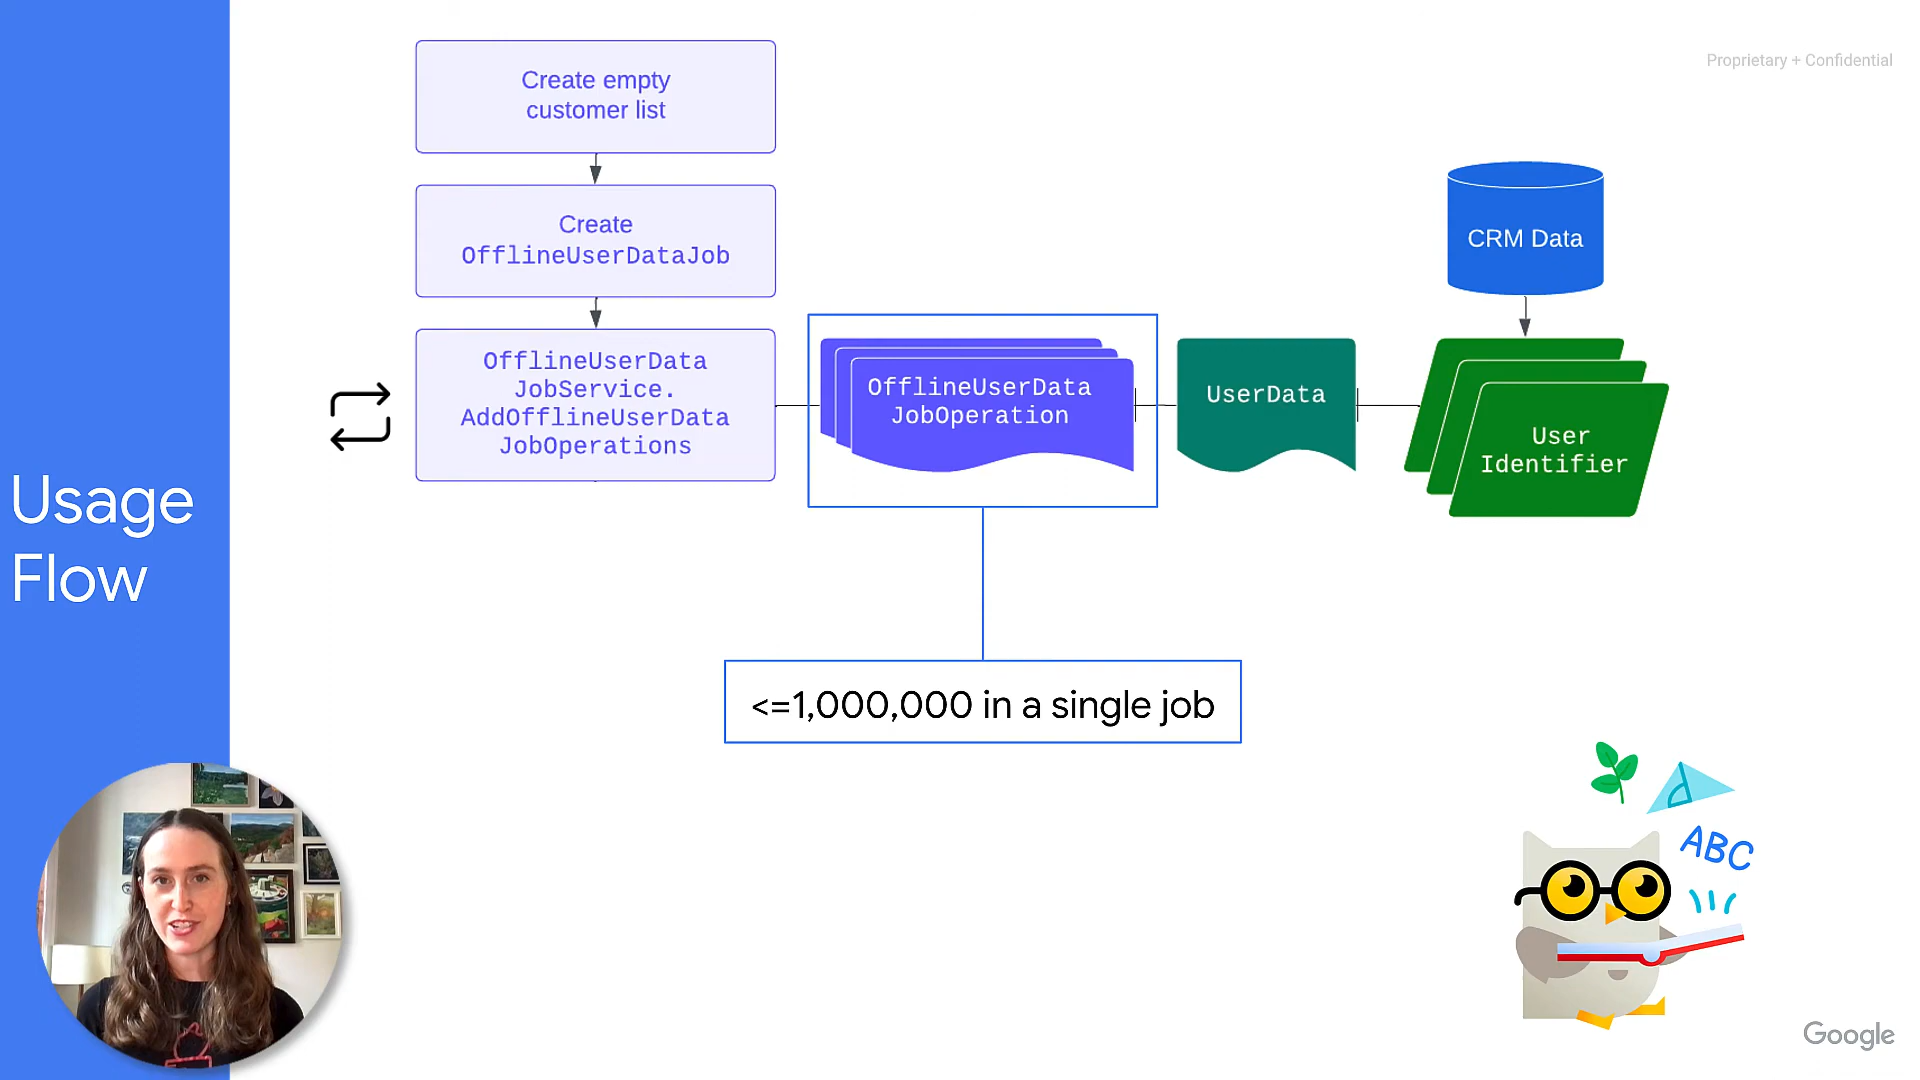 Proprietary + Confidential
Usage
Flow
Create empty
customer list
Create
OfflineUserDataJob
OfflineUserData
JobService.
AddOfflineUserData
JobOperations
OfflineUserData
JobOperation
UserData
CRM Data
User
Identifier
<=1,000,000 in a single job
ABC
Google